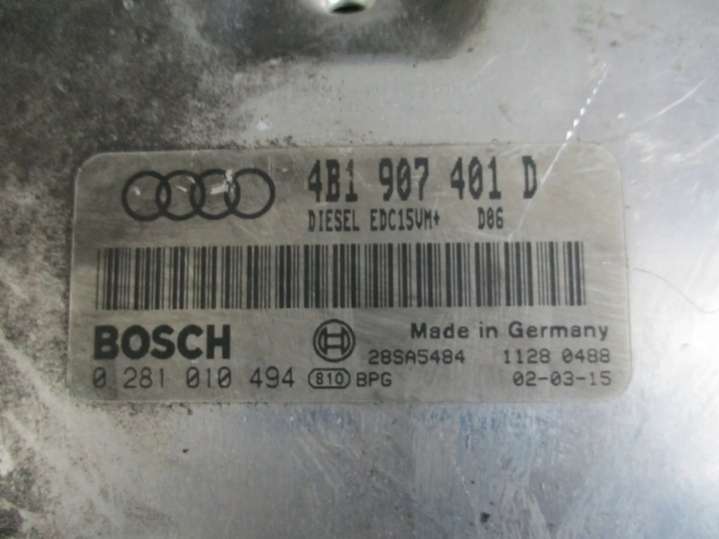 4B1 907 401 D
DIESEL EDC15VM+ D06
BOSCH
Made in Germany
28SA5484 1128 0488
0 281 010 494 810 BPG 02-03-15